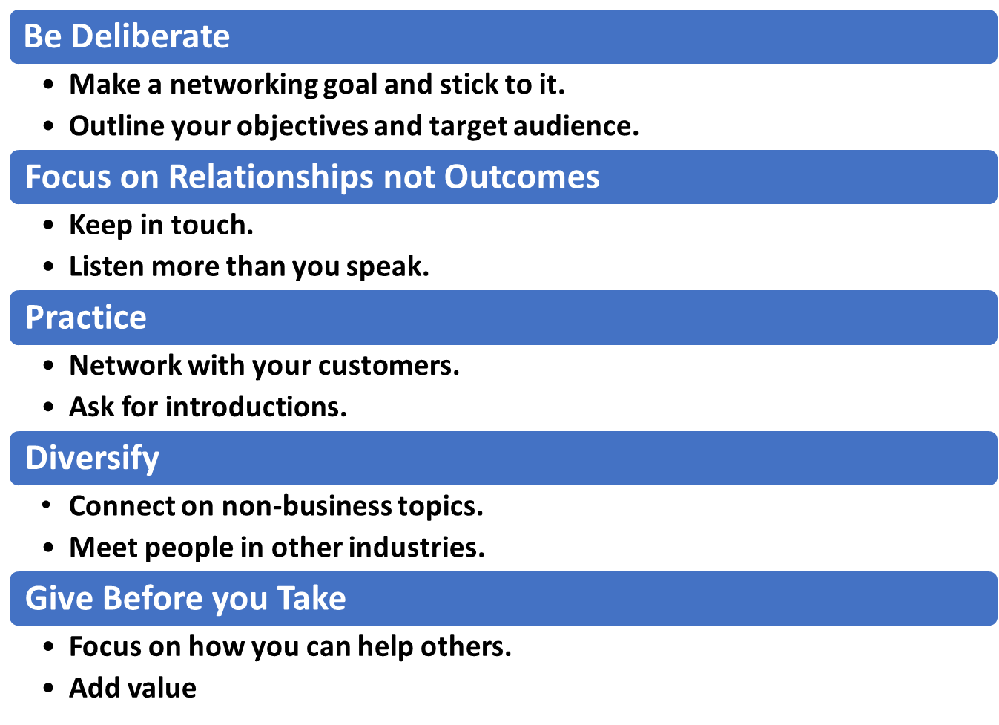 Be Deliberate
• Make a networking goal and stick to it.
• Outline your objectives and target audience.
Focus on Relationships not Outcomes
• Keep in touch.
• Listen more than you speak.
Practice
• Network with your customers.
• Ask for introductions.
Diversify
• Connect on non-business topics.
• Meet people in other industries.
Give Before you Take
• Focus on how you can help others.
• Add value